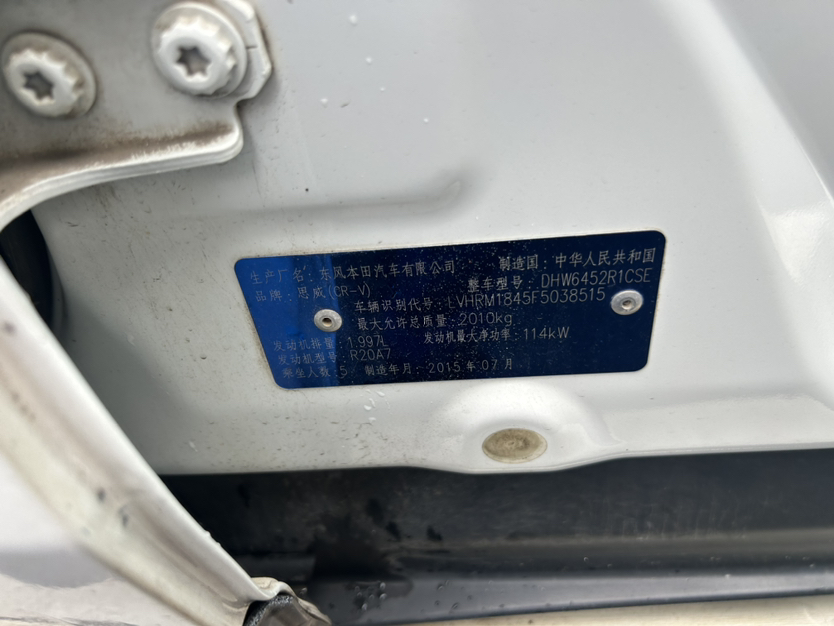 生产厂名：东风本田汽车有限公司 制造国：中华人民共和国
品牌：思威(CR-V) 整车型号：DHW6452R1CSE
车辆识别代号：LVHRM1845F5038515
最大允许总质量：2010kg
发动机排量：1.997L 发动机最大净功率：114kW
发动机型号：R20A7
乘坐人数：5 制造年月：2015年07月